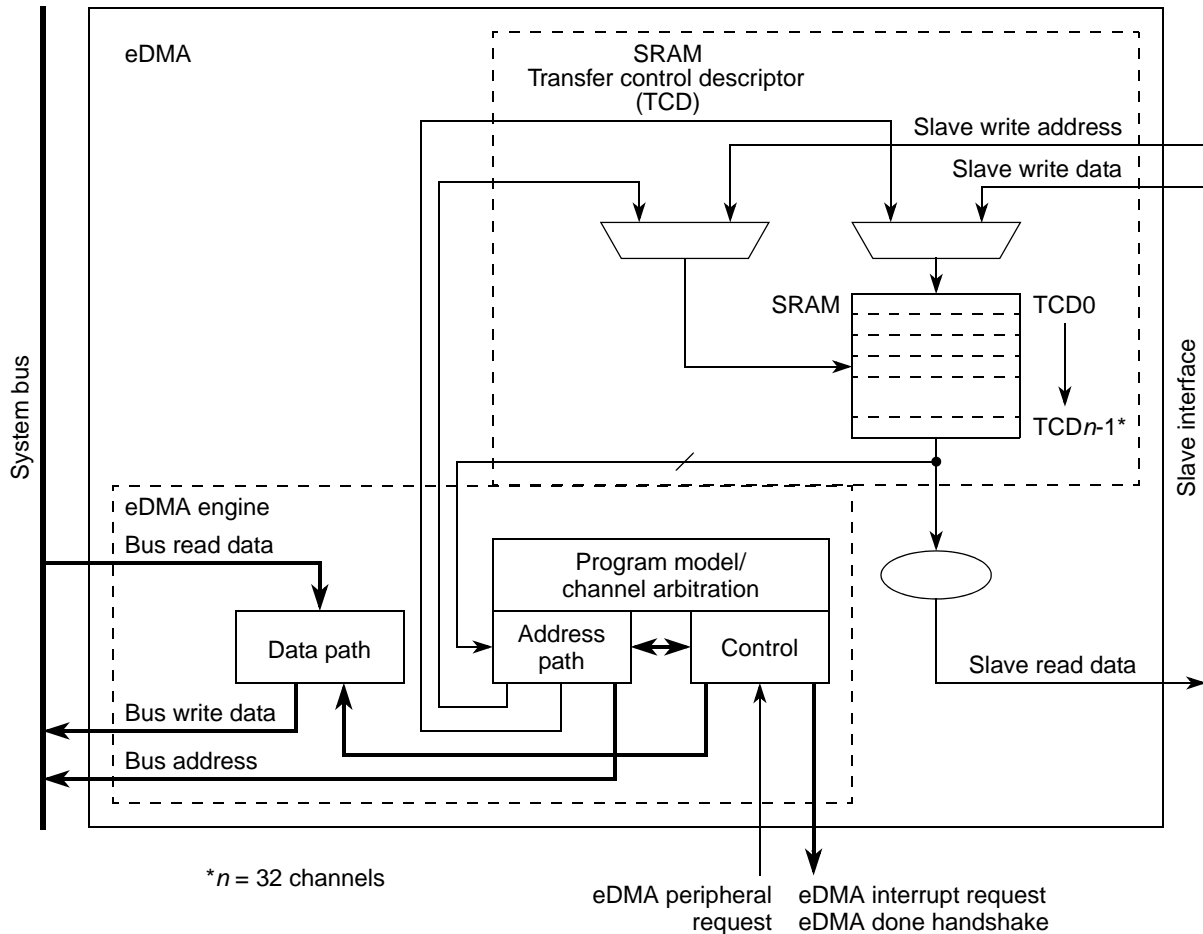 eDMA
SRAM
Transfer control descriptor
(TCD)
Slave write address
Slave write data
SRAM
TCD0
TCDn-1*
System bus
Slave interface
eDMA engine
Bus read data
Program model/
channel arbitration
Data path
Address
path
Control
Slave read data
Bus write data
Bus address
*n = 32 channels
eDMA peripheral
request
eDMA interrupt request
eDMA done handshake